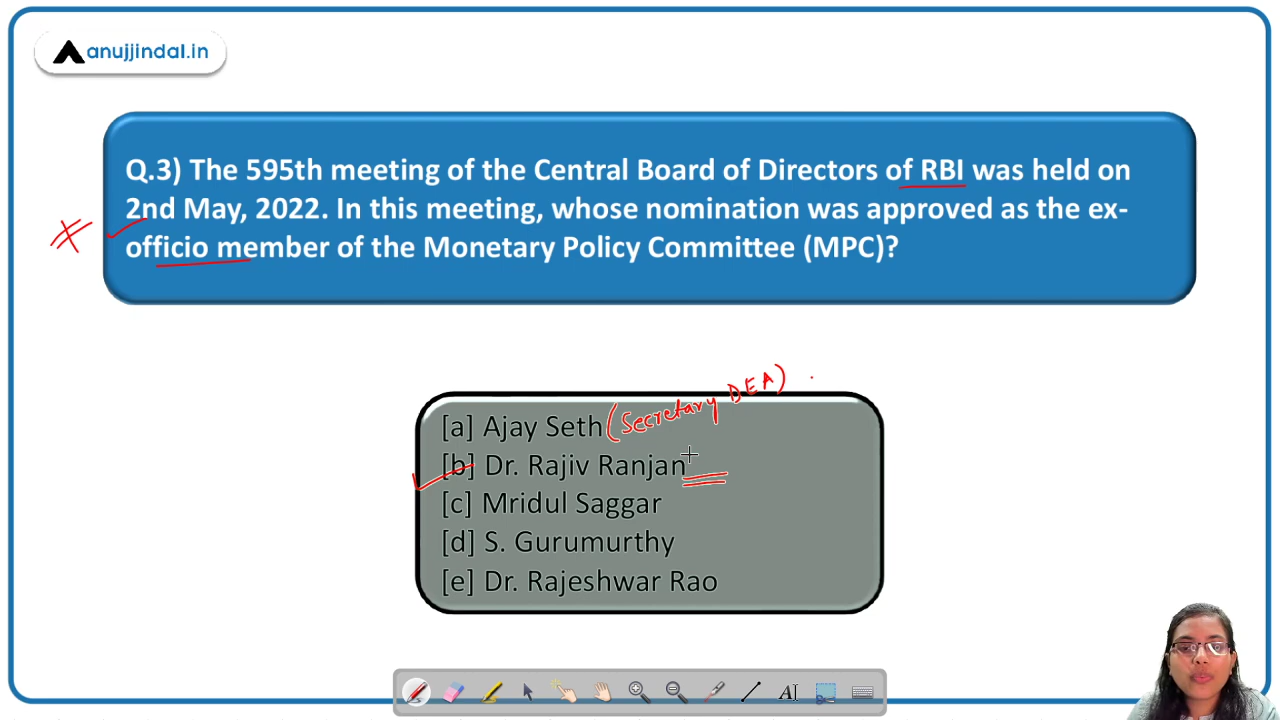 anujjindal.in
Q.3) The 595th meeting of the Central Board of Directors of RBI was held on
2nd May, 2022. In this meeting, whose nomination was approved as the ex-
officio member of the Monetary Policy Committee (MPC)?
[a] Ajay Seth (Secretary DEA)
[b] Dr. Rajiv Ranjan
[c] Mridul Saggar
[d] S. Gurumurthy
[e] Dr. Rajeshwar Rao
AI